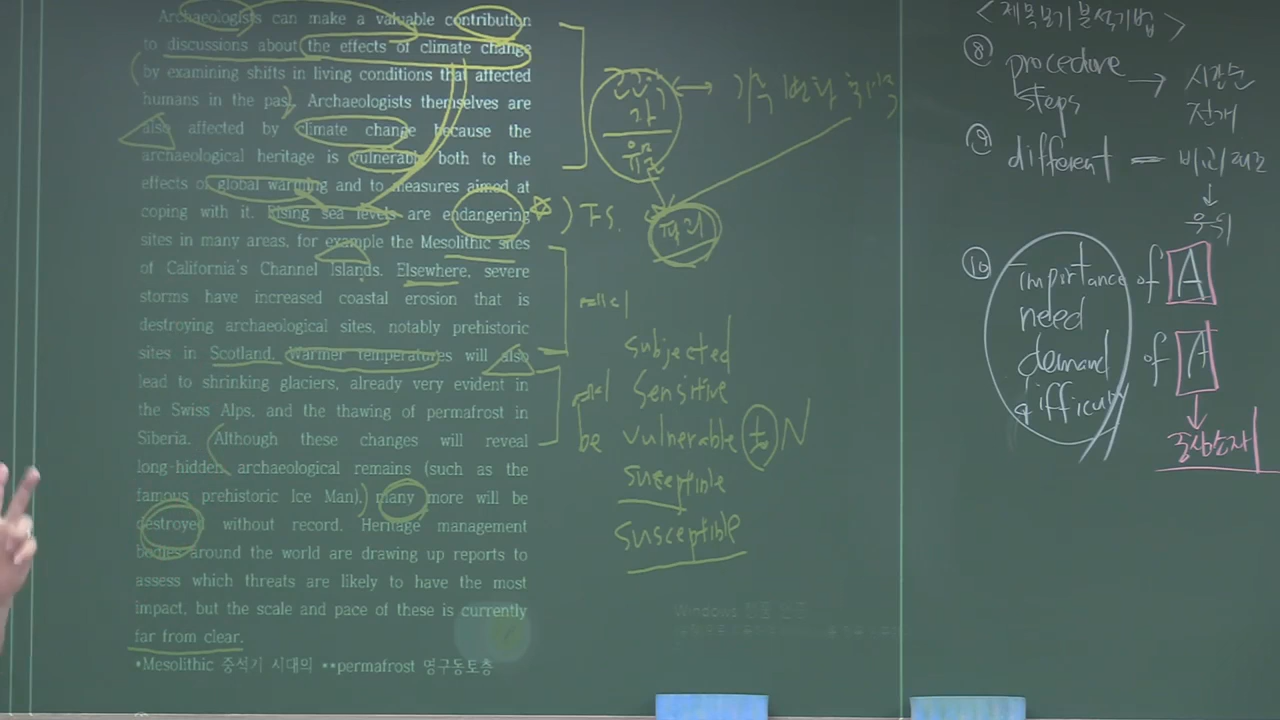 Archaeologists can make a valuable contribution
to discussions about the effects of climate change
by examining shifts in living conditions that affected
humans in the past. Archaeologists themselves are
also affected by climate change because the
archaeological heritage is vulnerable both to the
effects of global warming and to measures aimed at
coping with it. Rising sea levels are endangering
sites in many areas, for example the Mesolithic sites
of California's Channel Islands. Elsewhere, severe
storms have increased coastal erosion that is
destroying archaeological sites, notably prehistoric
sites in Scotland. Warmer temperatures will also
lead to shrinking glaciers, already very evident in
the Swiss Alps, and the thawing of permafrost in
Siberia. Although these changes will reveal
long-hidden archaeological remains (such as the
famous prehistoric Ice Man), many more will be
destroyed without record. Heritage management
bodies around the world are drawing up reports to
assess which threats are likely to have the most
impact, but the scale and pace of these is currently
far from clear.
*Mesolithic 중석기 시대의 **permafrost 영구동토층
) T.S.
subjected
sensitive
be vulnerable to N
suceptible
susceptible
Windows
<제목보기 분석기법>
⑧ procedure
steps → 시간순
전개
⑨ different
↓
우위
⑩ importance of A
need
demand of A
difficulty
↓
중심소재